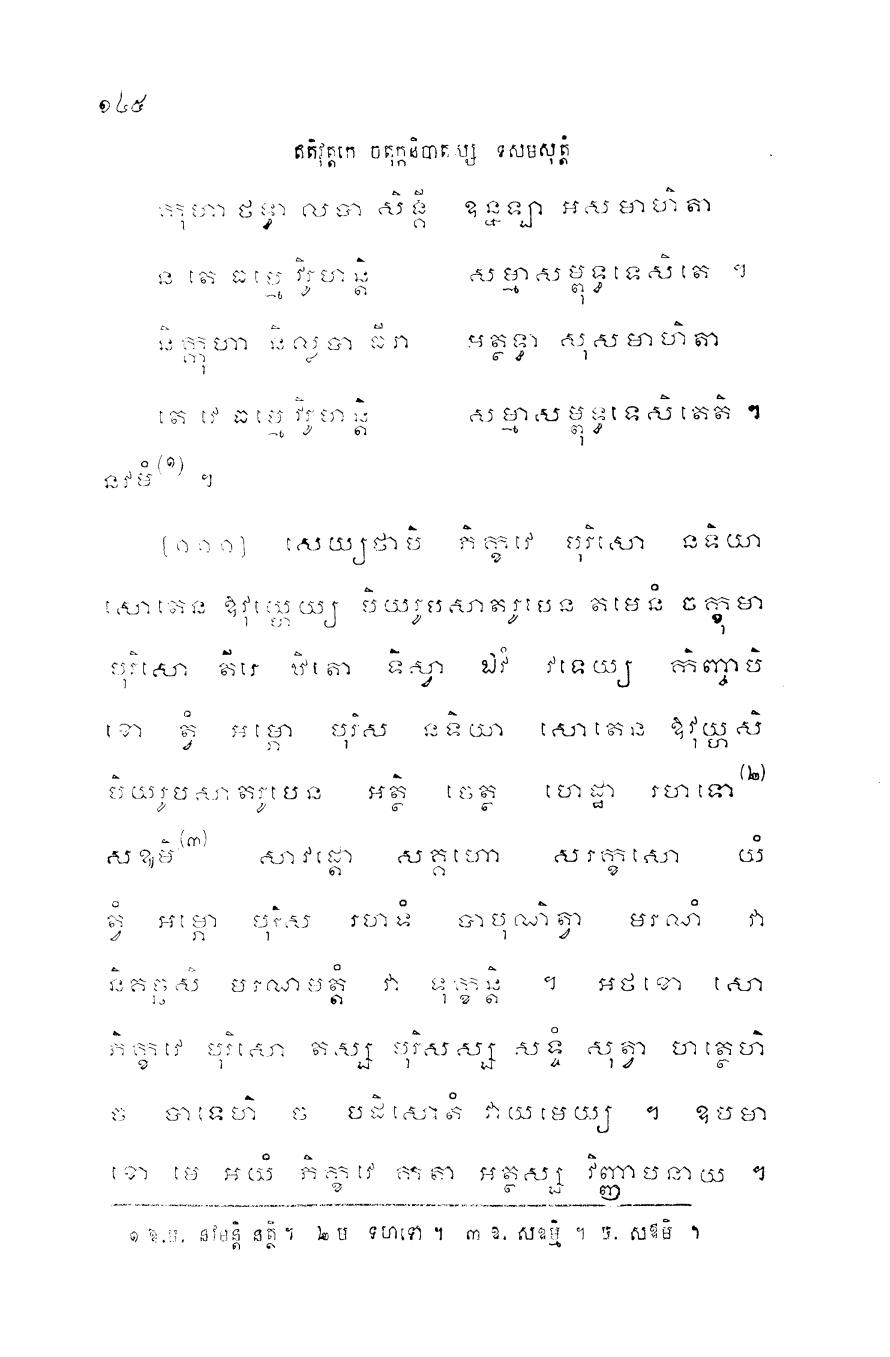 ១៤៥
ឥតិវុត្តកេ ចតុក្កនិបាតស្ស ទសមសុត្តំ
កុហា ថទ្ធា លបា សិង្គី ឧន្នឡា អសមាហិតា
ន តេ ធម្មេ វិរូហន្តិ សម្មាសម្ពុទ្ធទេសិតេ ។
និក្កុហា និល្លបា ធីរា អត្ថទ្ធា សុសមាហិតា
តេ វេ ធម្មេ វិរូហន្តិ សម្មាសម្ពុទ្ធទេសិតេតិ ។
នវមំ (១) ។
(១១១) សេយ្យថាបិ ភិក្ខវេ បុរិសោ នទិយា
សោតេន ឱវុយ្ហេយ្យ បិយរូបសាតរូបេន តមេនំ ចក្ខុមា
បុរិសោ តីរេ ឋិតោ ទិស្វា ឯវំ វទេយ្យ កិញ្ចាបិ
ខោ ត្វំ អម្ភោ បុរិស នទិយា សោតេន ឱវុយ្ហសិ
បិយរូបសាតរូបេន អត្ថិ ចេត្ថ ហេដ្ឋា រហទោ (២)
សឩមិ (៣) សាវដ្តោ សគ្គហោ សរក្ខសោ យំ
ត្វំ អម្ភោ បុរិស រហទំ បាបុណិត្វា មរណំ វា
និគច្ឆសិ មរណមត្តំ វា ទុក្ខន្តិ ។ អថខោ សោ
ភិក្ខវេ បុរិសោ តស្ស បុរិសស្ស សទ្ទំ សុត្វា ហត្ថេហិ
ច បាទេហិ ច បដិសោតំ វាយមេយ្យ ។ ឧបមា
ខោ មេ អយំ ភិក្ខវេ កតា អត្ថស្ស វិញ្ញាបនាយ ។
១ ឱ.ម. នវមន្តិ នត្ថិ ។ ២ ប ទហទោ ។ ៣ ឱ. សឧម្មិ ។ ម. សឩមិ ។